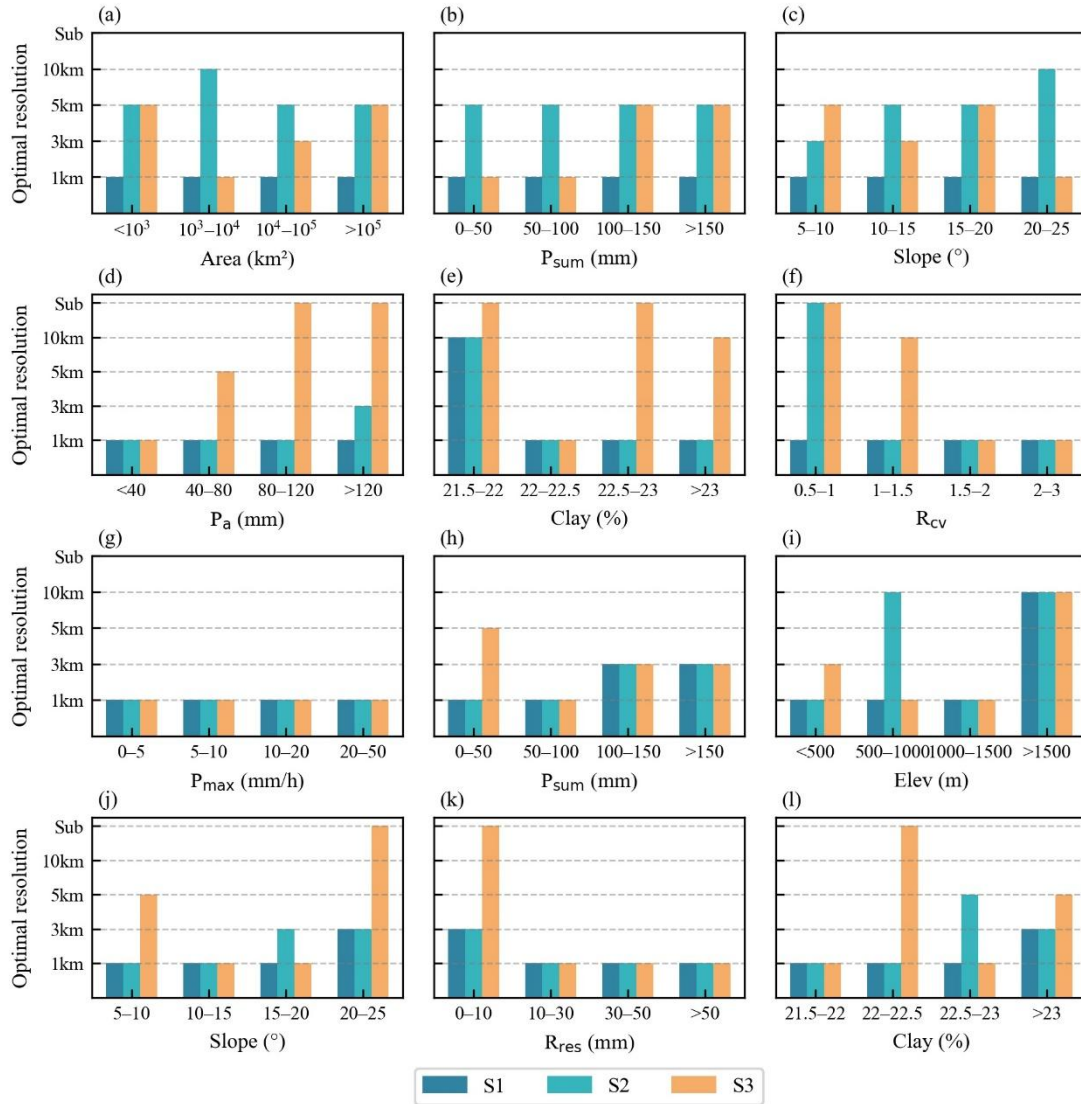 (a) (b) (c)
Optimal resolution
Sub
10km
5km
3km
1km
<10³ 10³–10⁴ 10⁴–10⁵ >10⁵
Area (km²)
0–50 50–100 100–150 >150
Psum (mm)
5–10 10–15 15–20 20–25
Slope (°)
(d) (e) (f)
Optimal resolution
Sub
10km
5km
3km
1km
<40 40–80 80–120 >120
Pa (mm)
21.5–22 22–22.5 22.5–23 >23
Clay (%)
0.5–1 1–1.5 1.5–2 2–3
Rcv
(g) (h) (i)
Optimal resolution
Sub
10km
5km
3km
1km
0–5 5–10 10–20 20–50
Pmax (mm/h)
0–50 50–100 100–150 >150
Psum (mm)
<500 500–1000 1000–1500 >1500
Elev (m)
(j) (k) (l)
Optimal resolution
Sub
10km
5km
3km
1km
5–10 10–15 15–20 20–25
Slope (°)
0–10 10–30 30–50 >50
Rres (mm)
21.5–22 22–22.5 22.5–23 >23
Clay (%)
S1 S2 S3